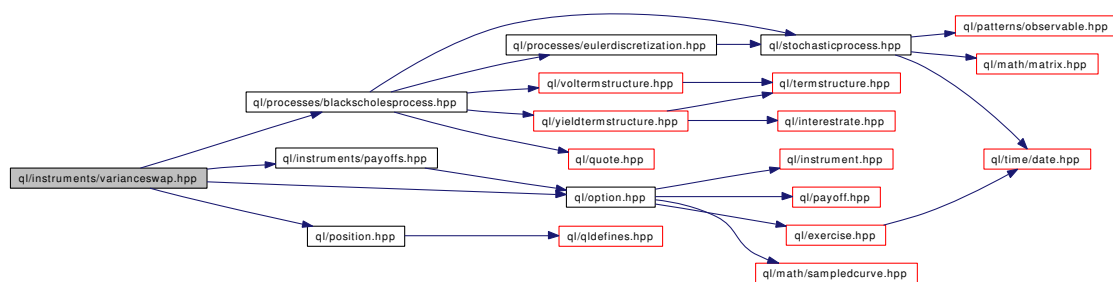 ql/patterns/observable.hpp
ql/processes/eulerdiscretization.hpp
ql/stochasticprocess.hpp
ql/math/matrix.hpp
ql/voltermstructure.hpp
ql/termstructure.hpp
ql/processes/blackscholesprocess.hpp
ql/yieldtermstructure.hpp
ql/interestrate.hpp
ql/instruments/payoffs.hpp
ql/quote.hpp
ql/instrument.hpp
ql/time/date.hpp
ql/instruments/varianceswap.hpp
ql/option.hpp
ql/payoff.hpp
ql/position.hpp
ql/qldefines.hpp
ql/exercise.hpp
ql/math/sampledcurve.hpp